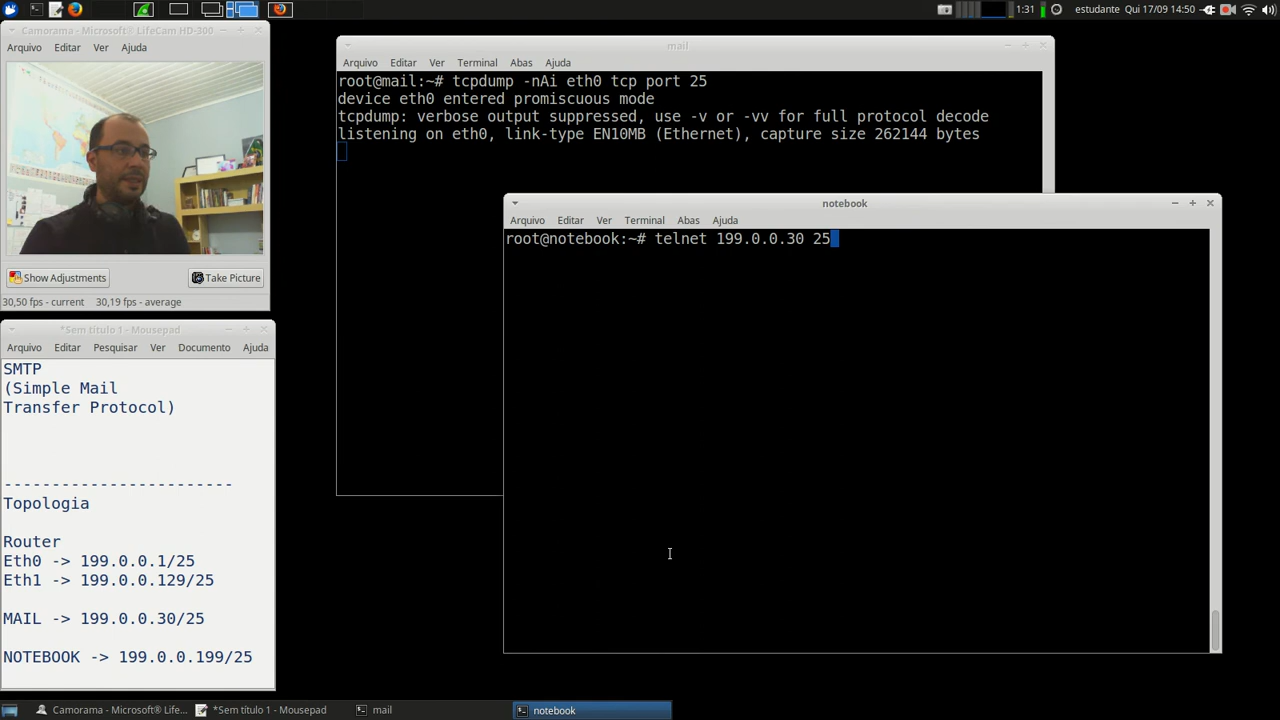 1:31
estudante
Qui 17/09 14:50
Camorama - Microsoft® LifeCam HD-300
Arquivo Editar Ver Ajuda
Show Adjustments
Take Picture
30,50 fps - current 30,19 fps - average
mail
Arquivo Editar Ver Terminal Abas Ajuda
root@mail:~# tcpdump -nAi eth0 tcp port 25
device eth0 entered promiscuous mode
tcpdump: verbose output suppressed, use -v or -vv for full protocol decode
listening on eth0, link-type EN10MB (Ethernet), capture size 262144 bytes
notebook
Arquivo Editar Ver Terminal Abas Ajuda
root@notebook:~# telnet 199.0.0.30 25
*Sem título 1 - Mousepad
Arquivo Editar Pesquisar Ver Documento Ajuda
SMTP
(Simple Mail
Transfer Protocol)
------------------------
Topologia
Router
Eth0 -> 199.0.0.1/25
Eth1 -> 199.0.0.129/25
MAIL -> 199.0.0.30/25
NOTEBOOK -> 199.0.0.199/25
Camorama - Microsoft® Life...
*Sem título 1 - Mousepad
mail
notebook